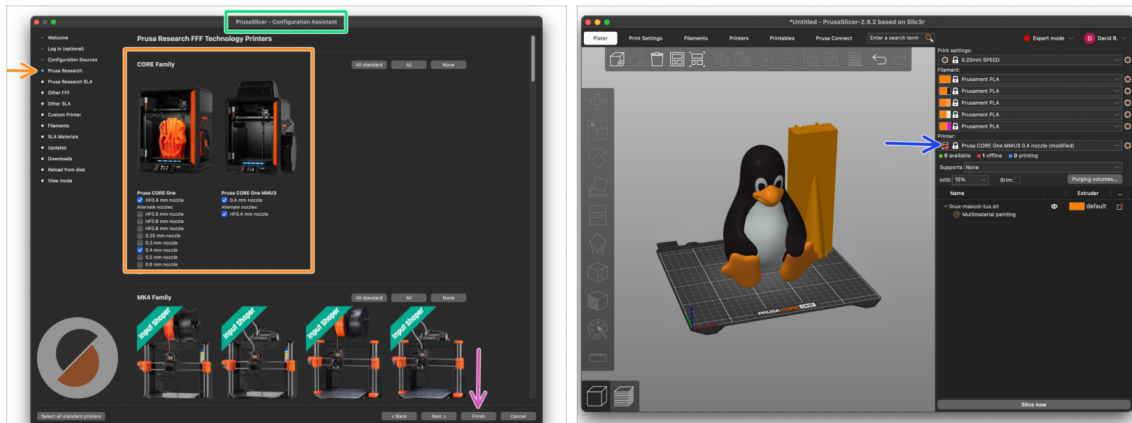 PrusaSlicer - Configuration Assistant
Welcome
Log in (optional)
Configuration Sources
Prusa Research
Prusa Research SLA
Other FFF
Other SLA
Custom Printer
Filaments
SLA Materials
Updates
Downloads
Reload from disk
View mode
Prusa Research FFF Technology Printers
CORE Family
All standard
All
None
Prusa CORE One
HF0.4 mm nozzle
Alternate nozzles:
HF0.5 mm nozzle
HF0.6 mm nozzle
HF0.8 mm nozzle
0.25 mm nozzle
0.3 mm nozzle
0.4 mm nozzle
0.5 mm nozzle
0.6 mm nozzle
Prusa CORE One MMU3
0.4 mm nozzle
Alternate nozzles:
HF0.4 mm nozzle
MK4 Family
All standard
All
None
Input Shaper
Input Shaper
Input Shaper
Input Shaper
Select all standard printers
< Back
Next >
Finish
Cancel
*Untitled - PrusaSlicer-2.9.2 based on Slic3r
Plater
Print Settings
Filaments
Printers
Printables
Prusa Connect
Enter a search term
Expert mode
D
David B.
Print settings:
0.20mm SPEED
Filament:
Prusament PLA
Prusament PLA
Prusament PLA
Prusament PLA
Prusament PLA
Printer:
Prusa CORE One MMU3 0.4 nozzle (modified)
0 available
1 offline
0 printing
Supports: None
Infill: 15%
Brim:
Purging volumes...
Name
Extruder
linux-mascot-tux.stl
default
Multimaterial painting
PRUSA CORE ONE
Slice now